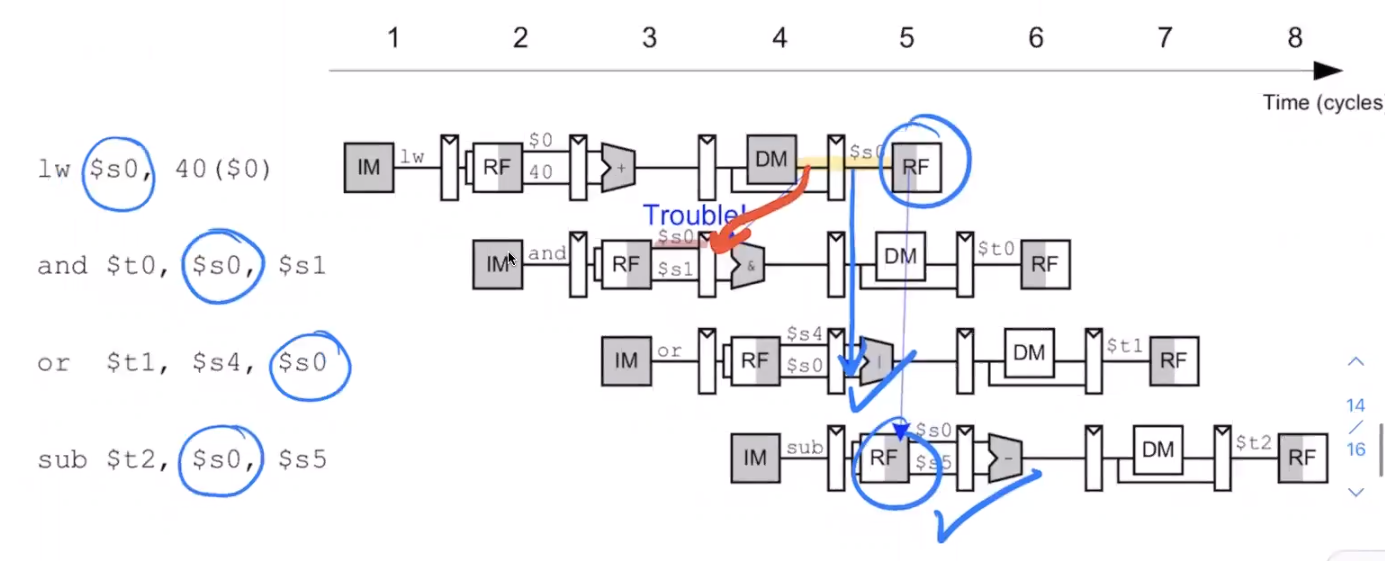 1 2 3 4 5 6 7 8
Time (cycles)
lw $s0, 40($0) IM lw RF $0 40 + DM $s0 RF
Trouble!
and $t0, $s0, $s1 IM and RF $s0 $s1 & DM $t0 RF
or $t1, $s4, $s0 IM or RF $s4 $s0 | DM $t1 RF
sub $t2, $s0, $s5 IM sub RF $s0 $s5 - DM $t2 RF
14
/
16